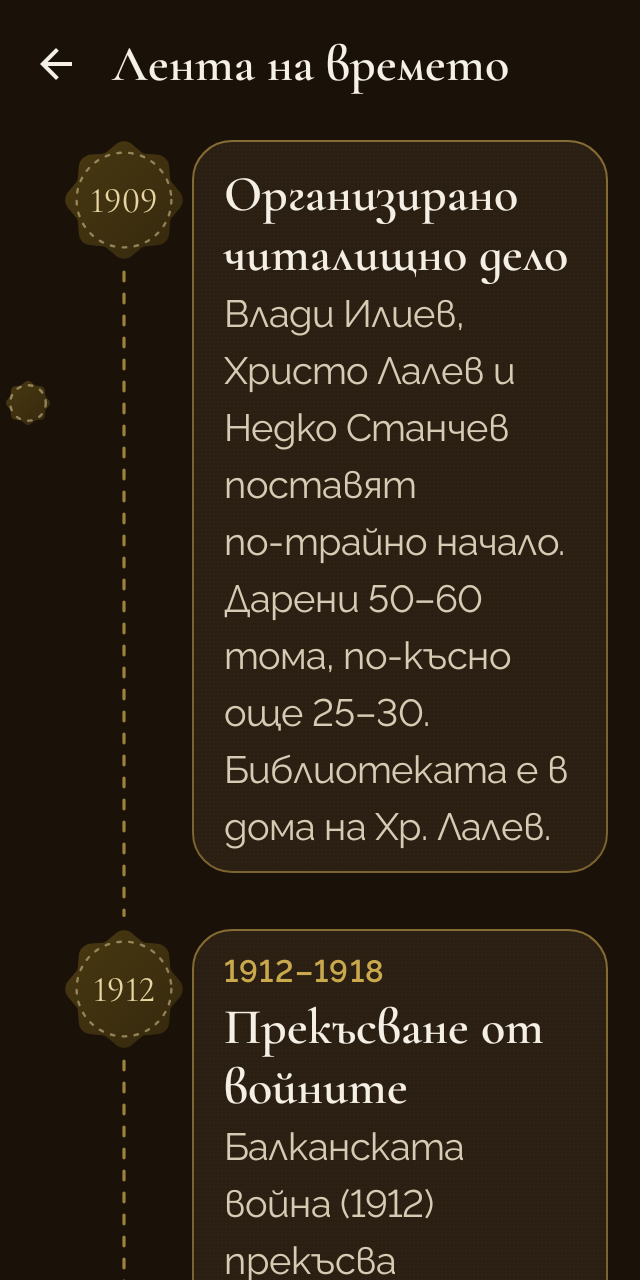 Лента на времето
1909
Организирано
читалищно дело
Влади Илиев,
Христо Лалев и
Недко Станчев
поставят
по-трайно начало.
Дарени 50–60
тома, по-късно
още 25–30.
Библиотеката е в
дома на Хр. Лалев.
1912
1912–1918
Прекъсване от
войните
Балканската
война (1912)
прекъсва